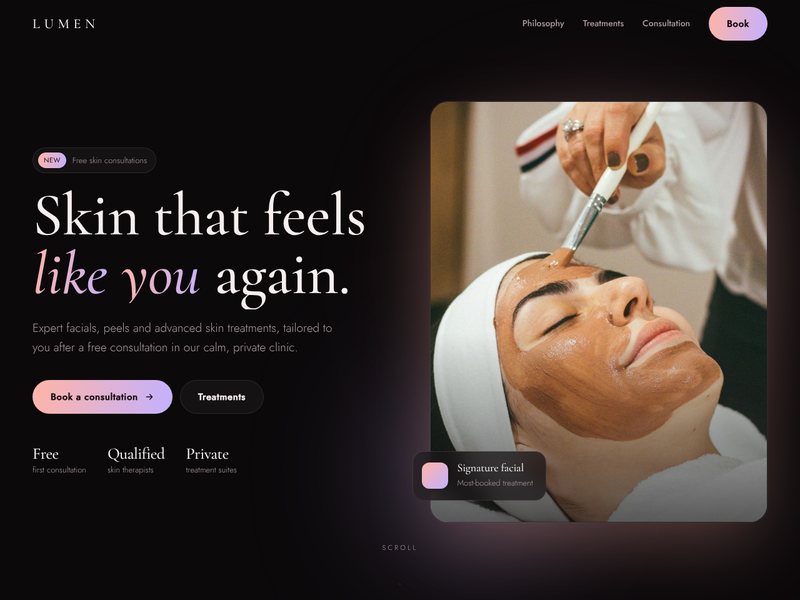 LUMEN
Philosophy
Treatments
Consultation
Book
NEW Free skin consultations
Skin that feels
like you again.
Expert facials, peels and advanced skin treatments, tailored to
you after a free consultation in our calm, private clinic.
Book a consultation →
Treatments
Free
first consultation
Qualified
skin therapists
Private
treatment suites
Signature facial
Most-booked treatment
SCROLL